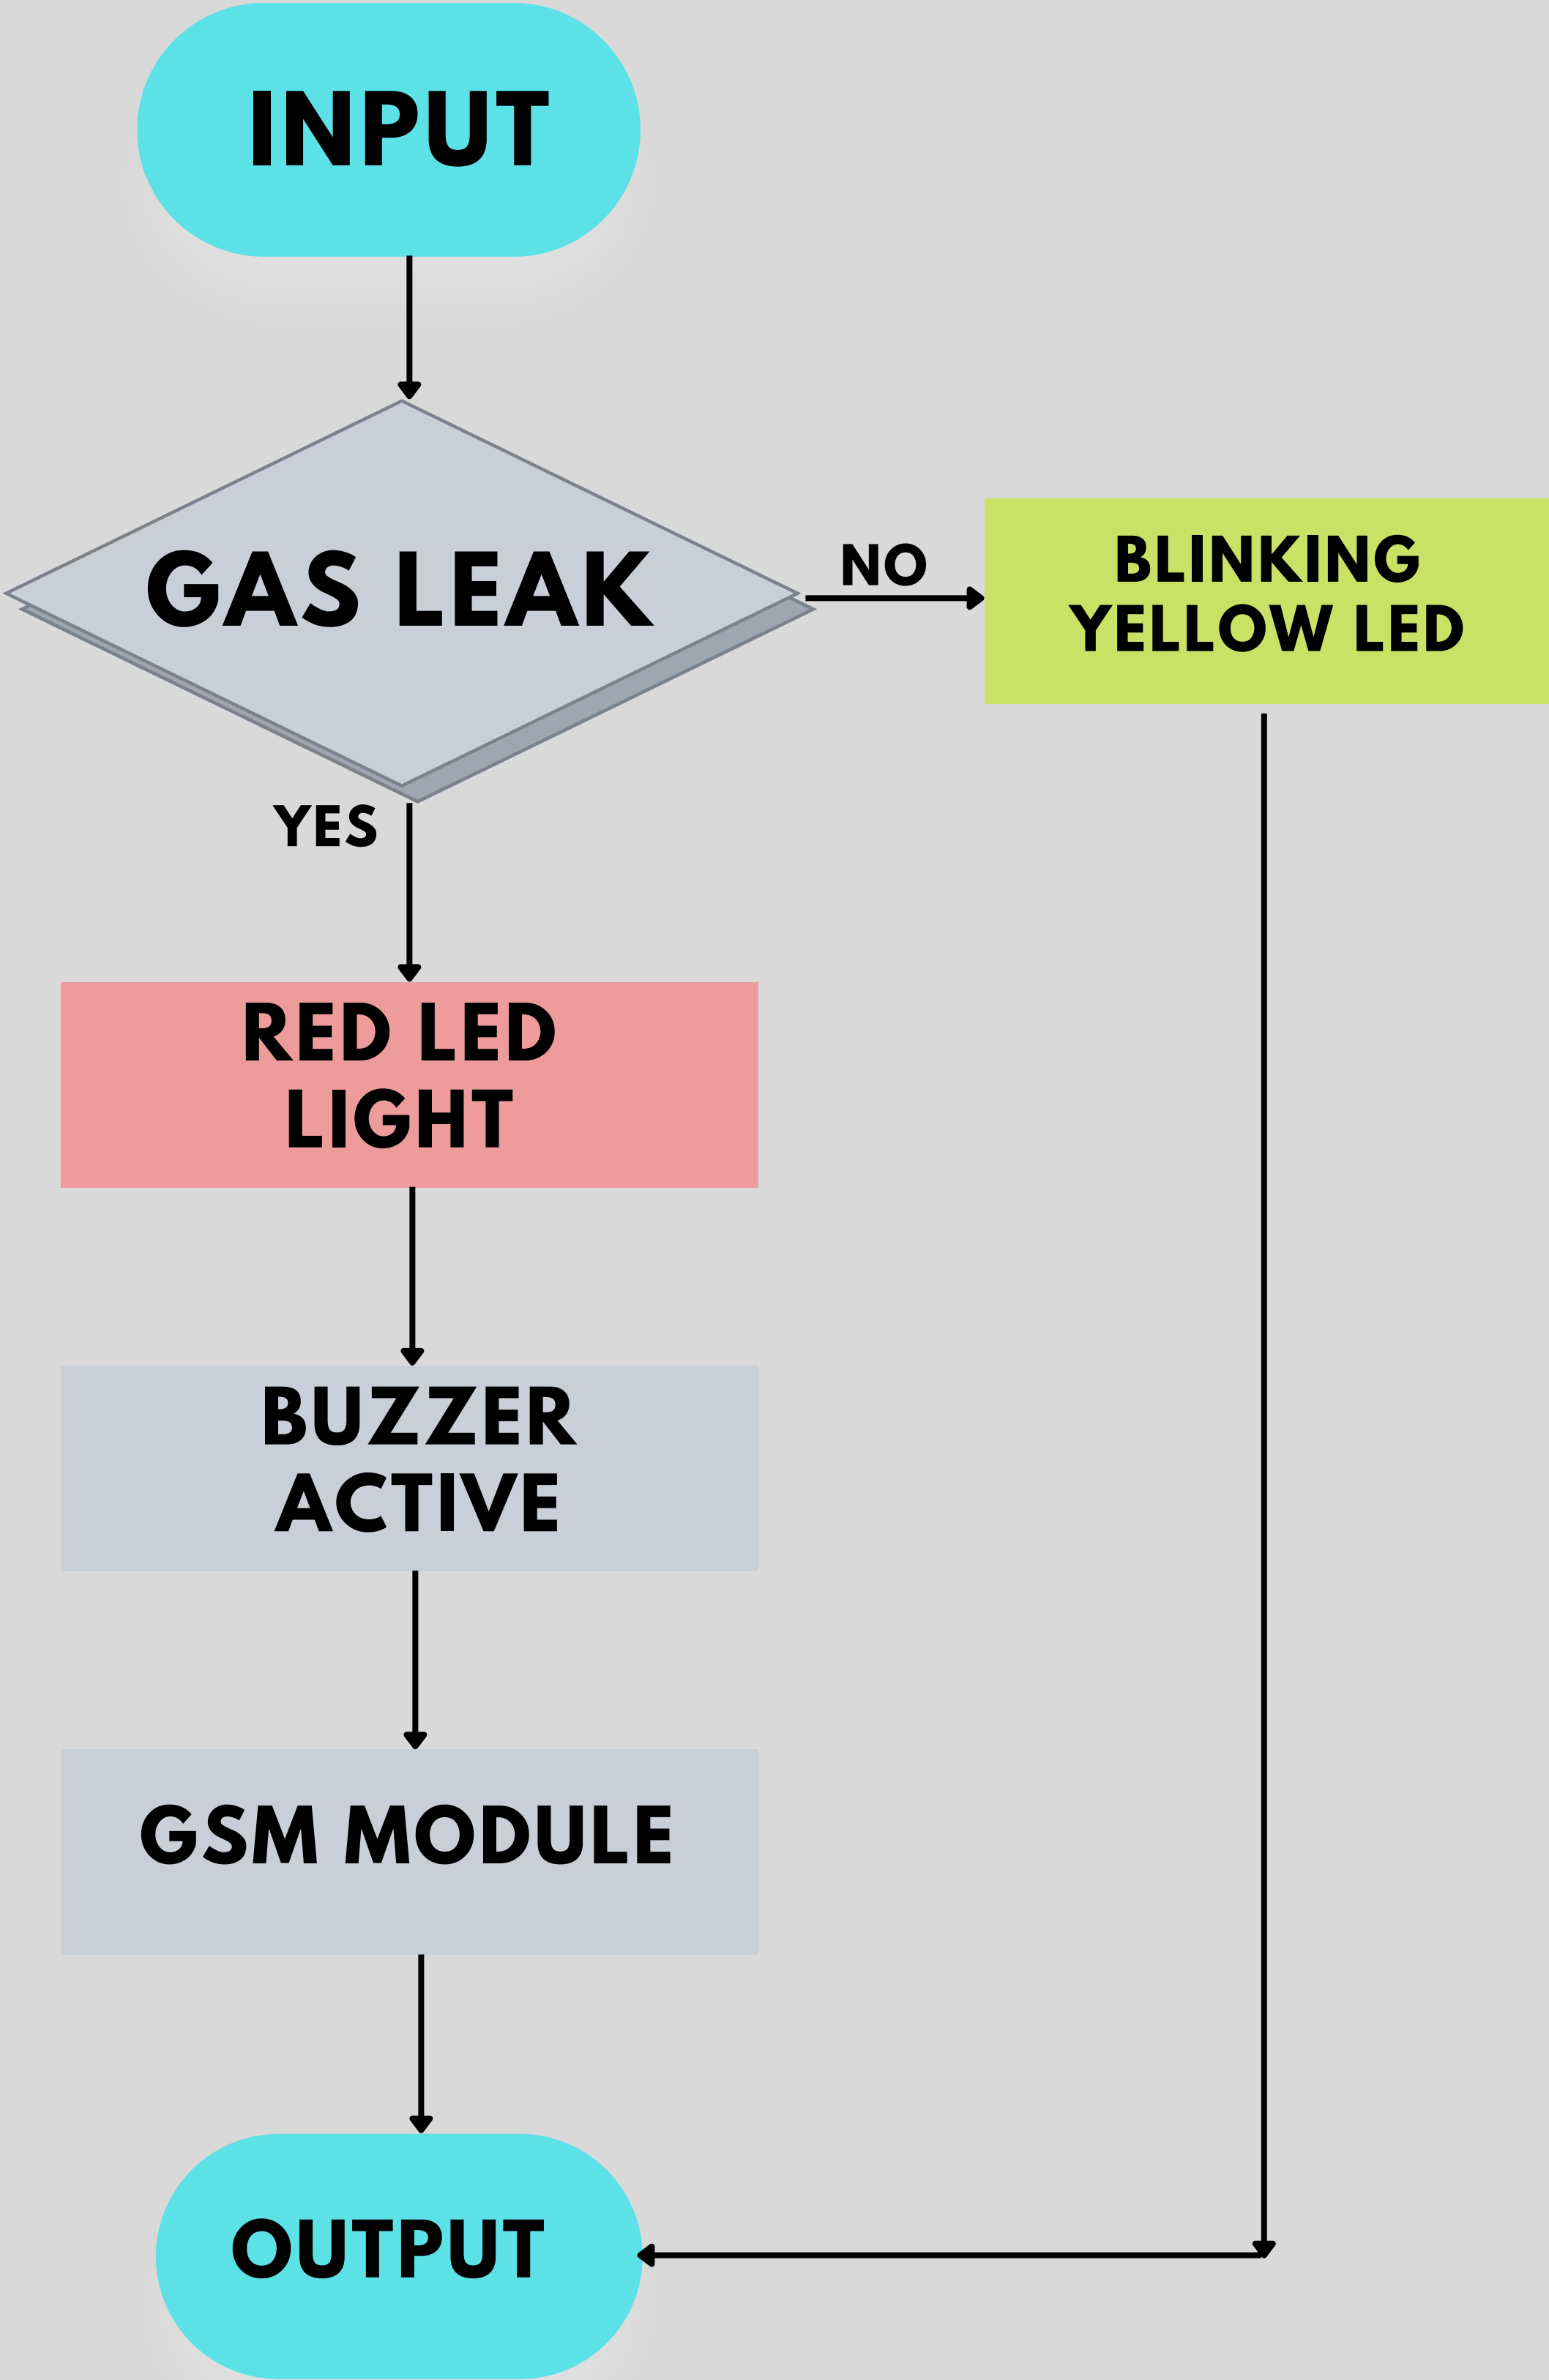 INPUT
GAS LEAK
NO
BLINKING
YELLOW LED
YES
RED LED
LIGHT
BUZZER
ACTIVE
GSM MODULE
OUTPUT